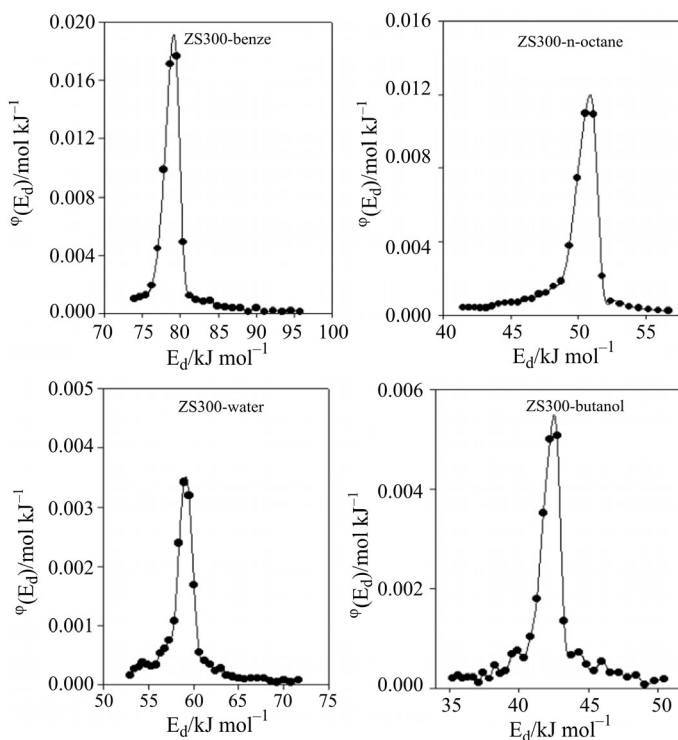 ZS300-benze
φ(E_d)/mol kJ⁻¹
0.020
0.016
0.012
0.008
0.004
0.000
70 75 80 85 90 95 100
E_d/kJ mol⁻¹
ZS300-n-octane
φ(E_d)/mol kJ⁻¹
0.016
0.012
0.008
0.004
0.000
40 45 50 55
E_d/kJ mol⁻¹
ZS300-water
φ(E_d)/mol kJ⁻¹
0.005
0.004
0.003
0.002
0.001
0.000
50 55 60 65 70 75
E_d/kJ mol⁻¹
ZS300-butanol
φ(E_d)/mol kJ⁻¹
0.006
0.004
0.002
0.000
35 40 45 50
E_d/kJ mol⁻¹